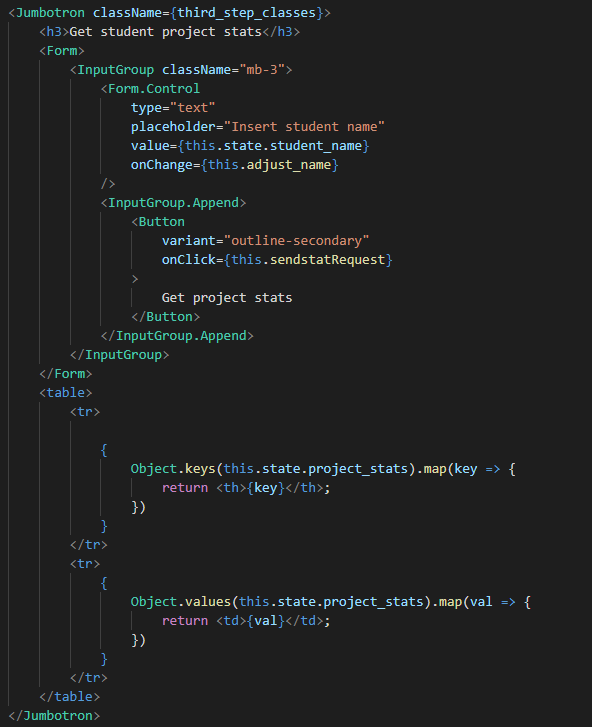 <Jumbotron className={third_step_classes}>
<h3>Get student project stats</h3>
<Form>
<InputGroup className="mb-3">
<Form.Control
type="text"
placeholder="Insert student name"
value={this.state.student_name}
onChange={this.adjust_name}
/>
<InputGroup.Append>
<Button
variant="outline-secondary"
onClick={this.sendstatRequest}
>
Get project stats
</Button>
</InputGroup.Append>
</InputGroup>
</Form>
<table>
<tr>
{
Object.keys(this.state.project_stats).map(key => {
return <th>{key}</th>;
})
}
</tr>
<tr>
{
Object.values(this.state.project_stats).map(val => {
return <td>{val}</td>;
})
}
</tr>
</table>
</Jumbotron>